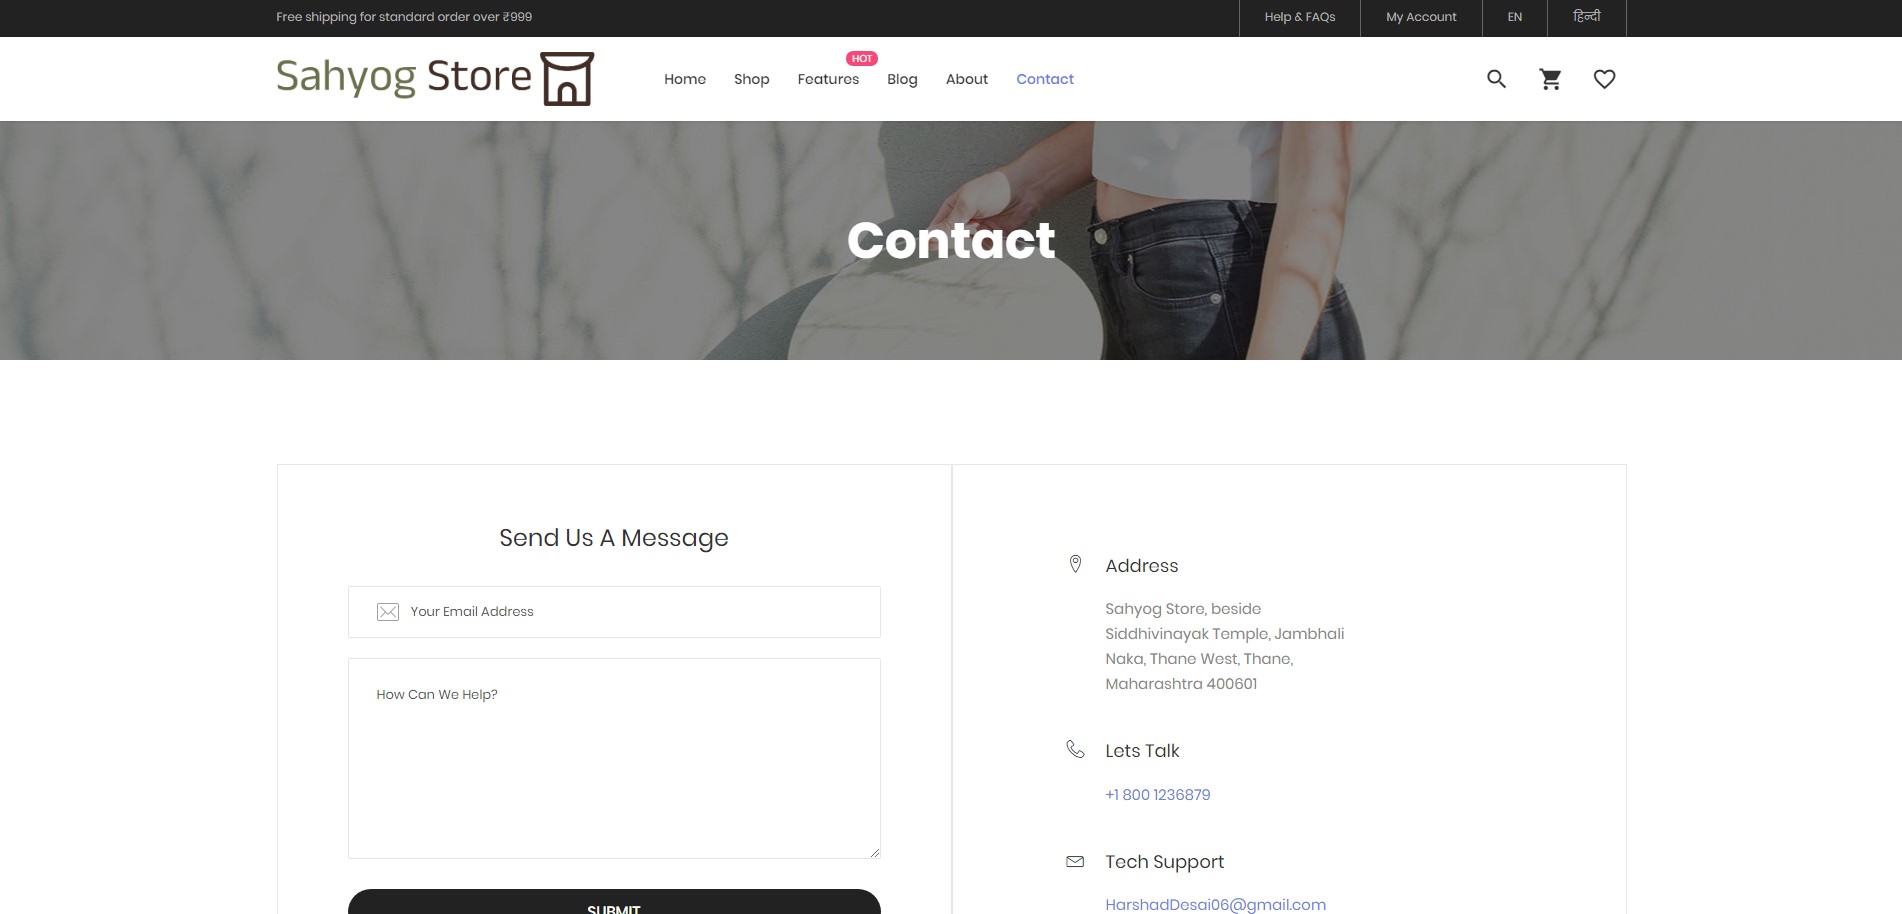 Free shipping for standard order over ₹999
Help & FAQs
My Account
EN
हिन्दी
Sahyog Store
Home
Shop
Features
HOT
Blog
About
Contact
Contact
Send Us A Message
Your Email Address
How Can We Help?
SUBMIT
Address
Sahyog Store, beside
Siddhivinayak Temple, Jambhali
Naka, Thane West, Thane,
Maharashtra 400601
Lets Talk
+1 800 1236879
Tech Support
HarshadDesai06@gmail.com